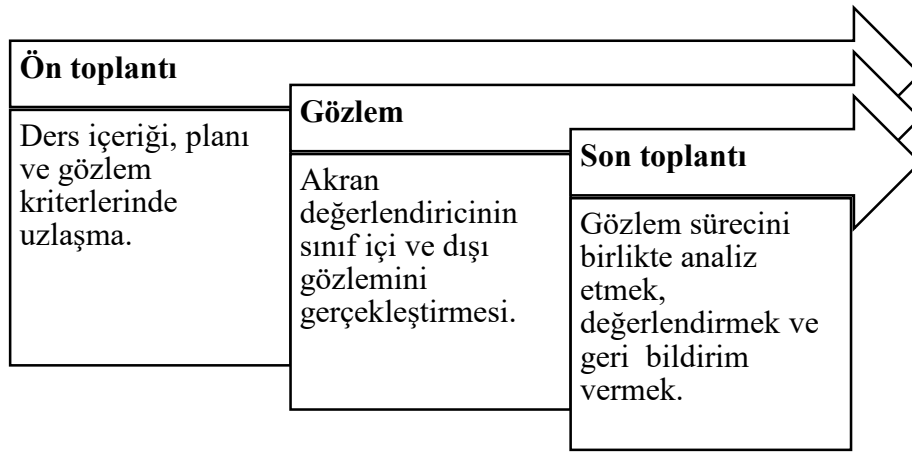 Ön toplantı
Ders içeriği, planı
ve gözlem
kriterlerinde
uzlaşma.
Gözlem
Akran
değerlendiricinin
sınıf içi ve dışı
gözlemini
gerçekleştirmesi.
Son toplantı
Gözlem sürecini
birlikte analiz
etmek,
değerlendirmek ve
geri  bildirim
vermek.